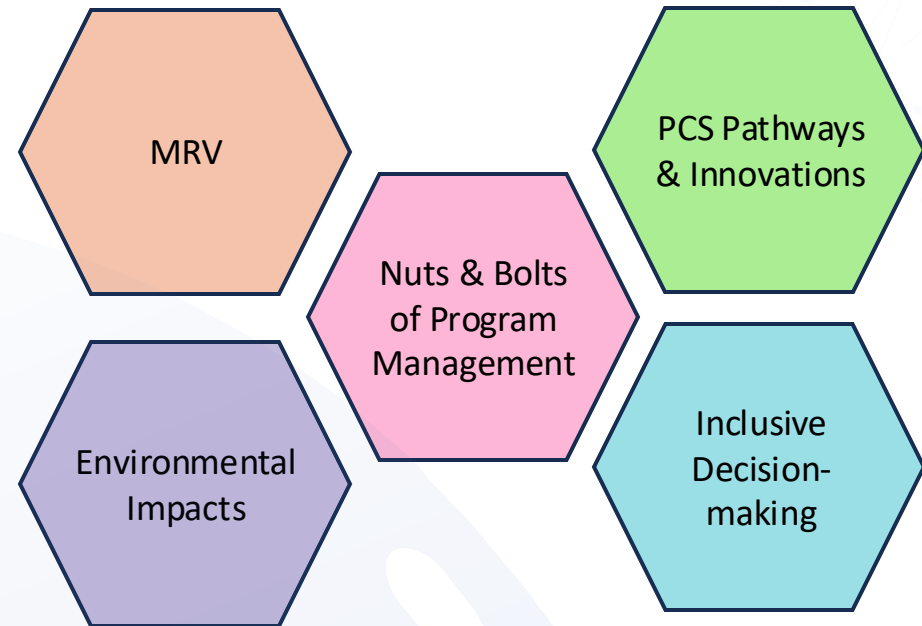 MRV
PCS Pathways
& Innovations
Nuts & Bolts
of Program
Management
Environmental
Impacts
Inclusive
Decision-
making